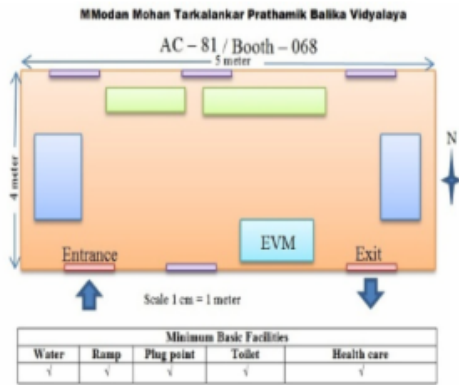 MModan Mohan Tarkalankar Prathamik Balika Vidyalaya
AC – 81 / Booth – 068
5 meter
4 meter
N
EVM
Entrance
Exit
Scale 1 cm = 1 meter
Minimum Basic Facilities
Water Ramp Plug point Toilet Health care
√ √ √ √ √